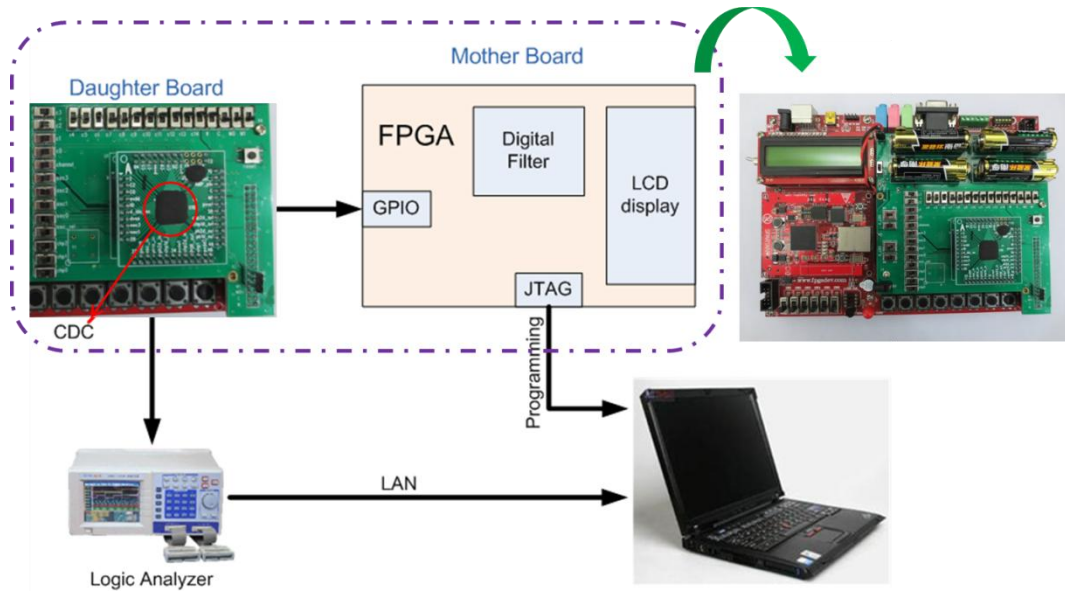 Mother Board
Daughter Board
FPGA
Digital
Filter
LCD
display
GPIO
JTAG
CDC
Programming
LAN
Logic Analyzer